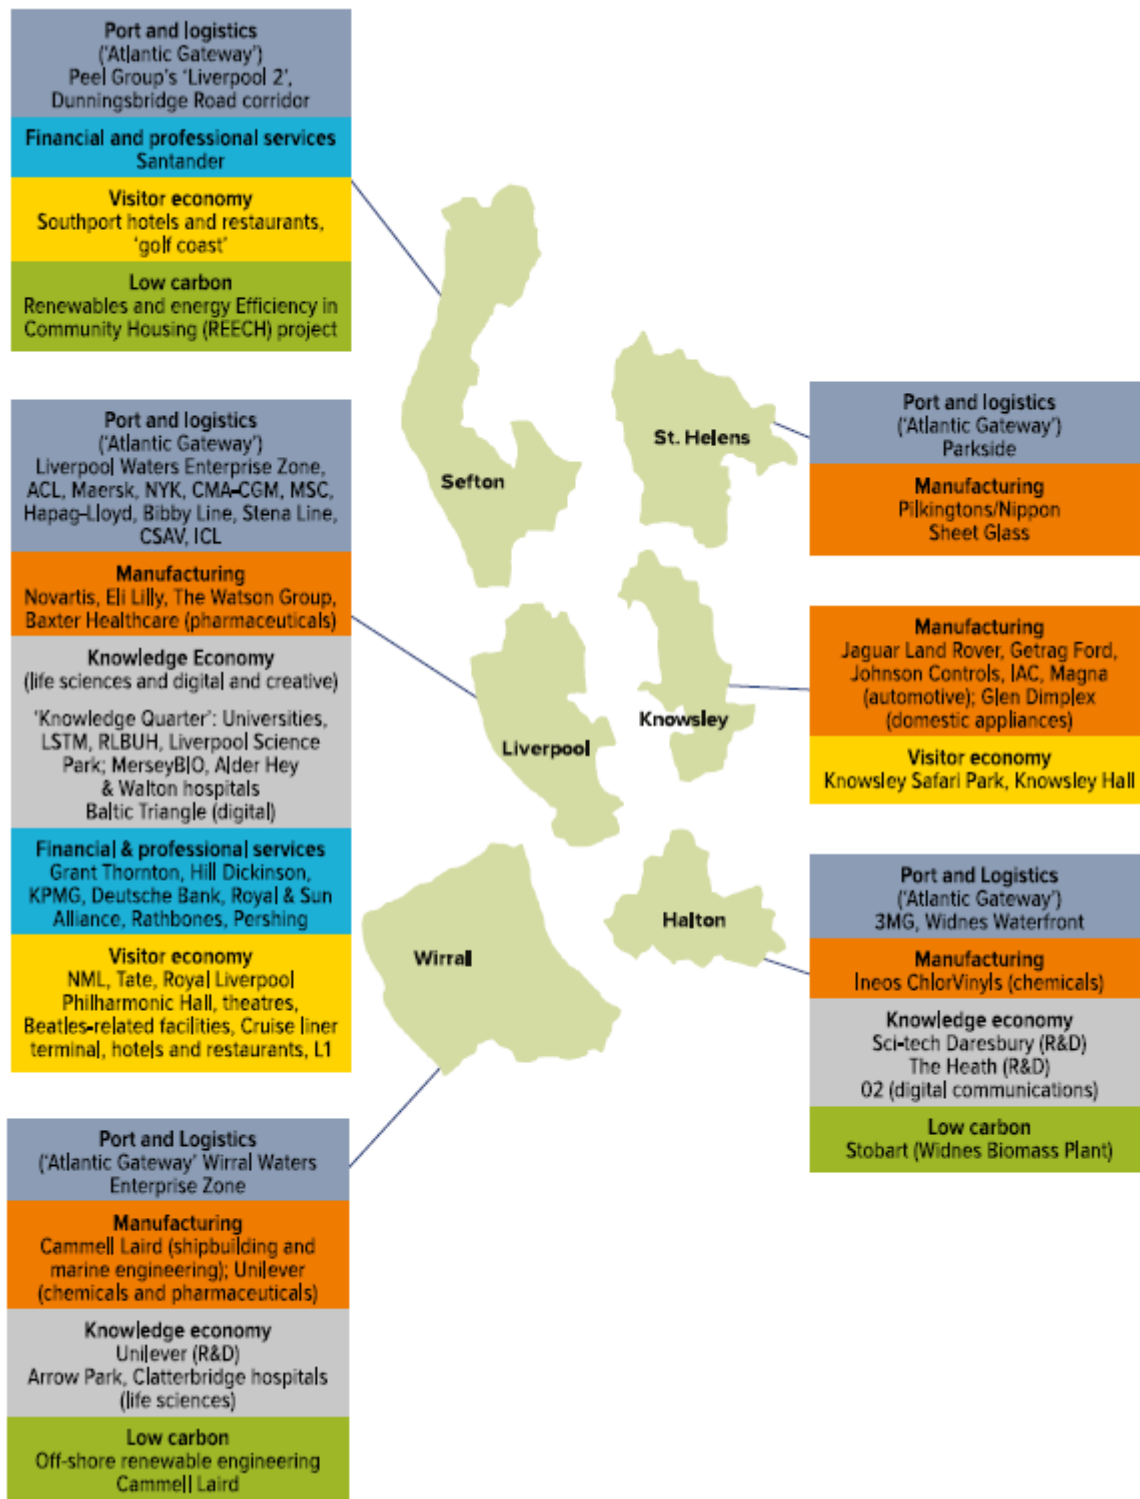 Port and logistics
('Atlantic Gateway')
Peel Group's 'Liverpool 2',
Dunningsbridge Road corridor
Financial and professional services
Santander
Visitor economy
Southport hotels and restaurants,
'golf coast'
Low carbon
Renewables and energy Efficiency in
Community Housing (REECH) project
Sefton
St. Helens
Port and logistics
('Atlantic Gateway')
Parkside
Manufacturing
Pilkingtons/Nippon
Sheet Glass
Port and logistics
('Atlantic Gateway')
Liverpool Waters Enterprise Zone,
ACL, Maersk, NYK, CMA-CGM, MSC,
Hapag-Lloyd, Bibby Line, Stena Line,
CSAV, ICL
Manufacturing
Novartis, Eli Lilly, The Watson Group,
Baxter Healthcare (pharmaceuticals)
Knowledge Economy
(life sciences and digital and creative)
'Knowledge Quarter': Universities,
LSTM, RLBUH, Liverpool Science
Park; MerseyBIO, Alder Hey
& Walton hospitals
Baltic Triangle (digital)
Financial & professional services
Grant Thornton, Hill Dickinson,
KPMG, Deutsche Bank, Royal & Sun
Alliance, Rathbones, Pershing
Visitor economy
NML, Tate, Royal Liverpool
Philharmonic Hall, theatres,
Beatles-related facilities, Cruise liner
terminal, hotels and restaurants, L1
Liverpool
Knowsley
Manufacturing
Jaguar Land Rover, Getrag Ford,
Johnson Controls, IAC, Magna
(automotive); Glen Dimplex
(domestic appliances)
Visitor economy
Knowsley Safari Park, Knowsley Hall
Wirral
Halton
Port and Logistics
('Atlantic Gateway')
3MG, Widnes Waterfront
Manufacturing
Ineos ChlorVinyls (chemicals)
Knowledge economy
Sci-tech Daresbury (R&D)
The Heath (R&D)
02 (digital communications)
Low carbon
Stobart (Widnes Biomass Plant)
Port and Logistics
('Atlantic Gateway' Wirral Waters
Enterprise Zone
Manufacturing
Cammell Laird (shipbuilding and
marine engineering); Unilever
(chemicals and pharmaceuticals)
Knowledge economy
Unilever (R&D)
Arrow Park, Clatterbridge hospitals
(life sciences)
Low carbon
Off-shore renewable engineering
Cammell Laird